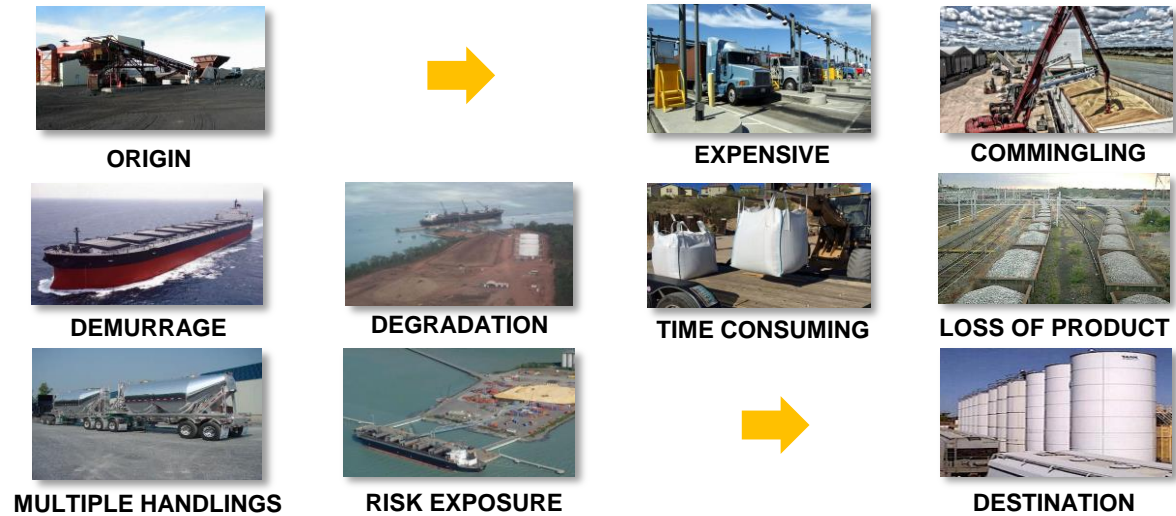 ORIGIN
EXPENSIVE
COMMINGLING
DEMURRAGE
DEGRADATION
TIME CONSUMING
LOSS OF PRODUCT
MULTIPLE HANDLINGS
RISK EXPOSURE
DESTINATION